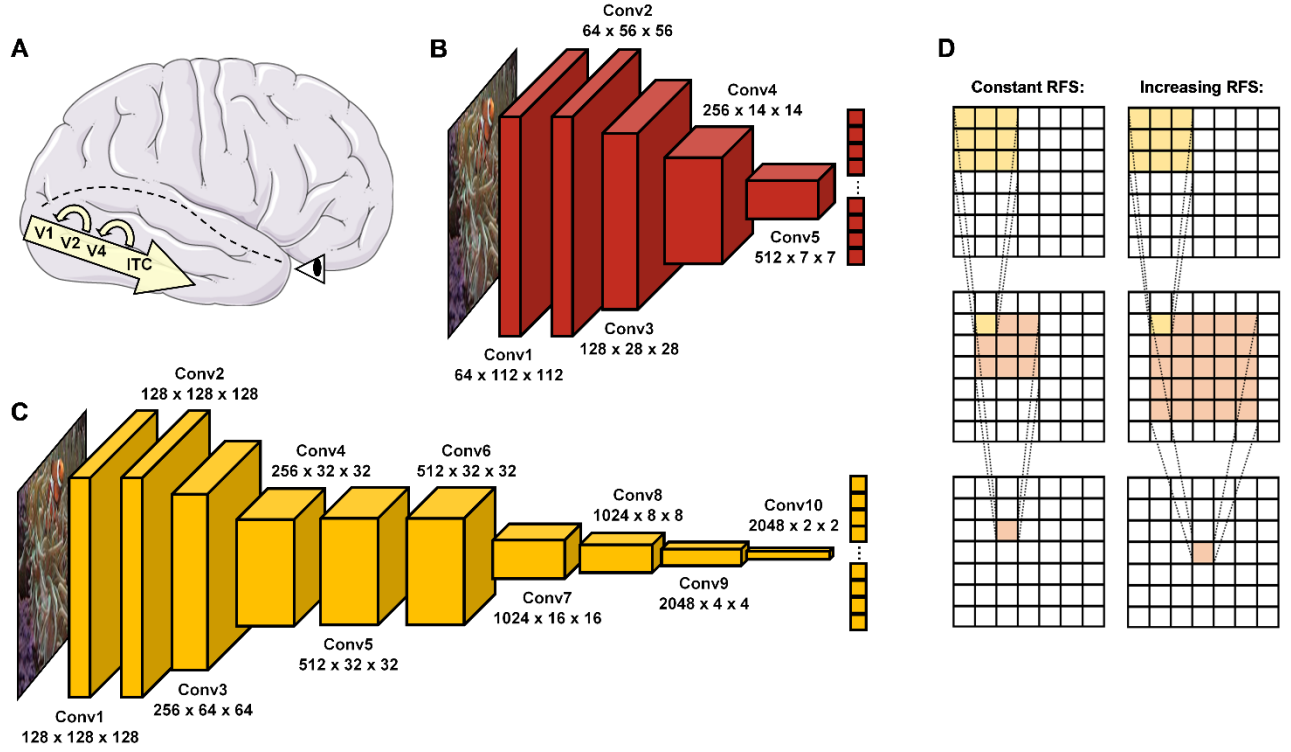 A
V1
V2
V4
ITC
B
Conv2
64 x 56 x 56
Conv4
256 x 14 x 14
Conv5
512 x 7 x 7
Conv3
128 x 28 x 28
Conv1
64 x 112 x 112
C
Conv2
128 x 128 x 128
Conv4
256 x 32 x 32
Conv6
512 x 32 x 32
Conv8
1024 x 8 x 8
Conv10
2048 x 2 x 2
Conv9
2048 x 4 x 4
Conv7
1024 x 16 x 16
Conv5
512 x 32 x 32
Conv3
256 x 64 x 64
Conv1
128 x 128 x 128
D
Constant RFS:
Increasing RFS: